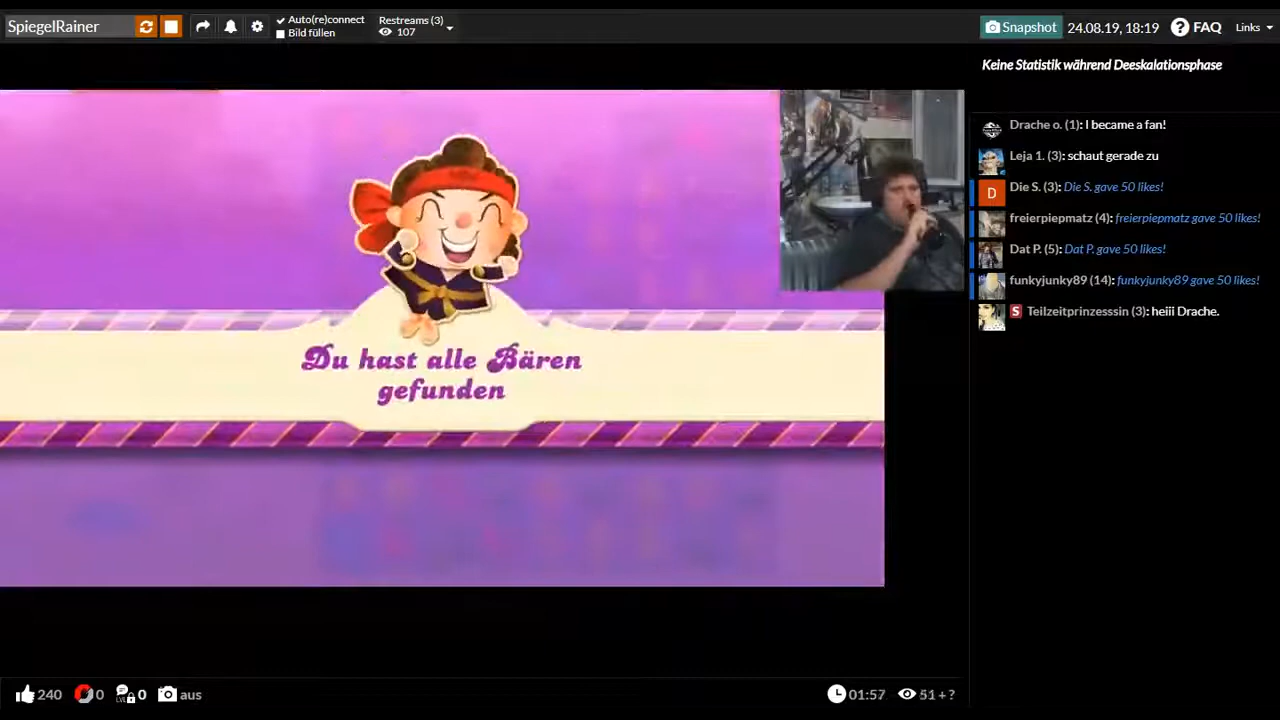 SpiegelRainer
Auto(re)connect
Bild füllen
Restreams (3)
107
Snapshot
24.08.19, 18:19
FAQ
Links
Keine Statistik während Deeskalationsphase
Drache o. (1): I became a fan!
Leja 1. (3): schaut gerade zu
D
Die S. (3): Die S. gave 50 likes!
freierpiepmatz (4): freierpiepmatz gave 50 likes!
Dat P. (5): Dat P. gave 50 likes!
funkyjunky89 (14): funkyjunky89 gave 50 likes!
S Teilzeitprinzesssin (3): heiii Drache.
Du hast alle Bären
gefunden
240
0
LVL 0
aus
01:57
51 + ?